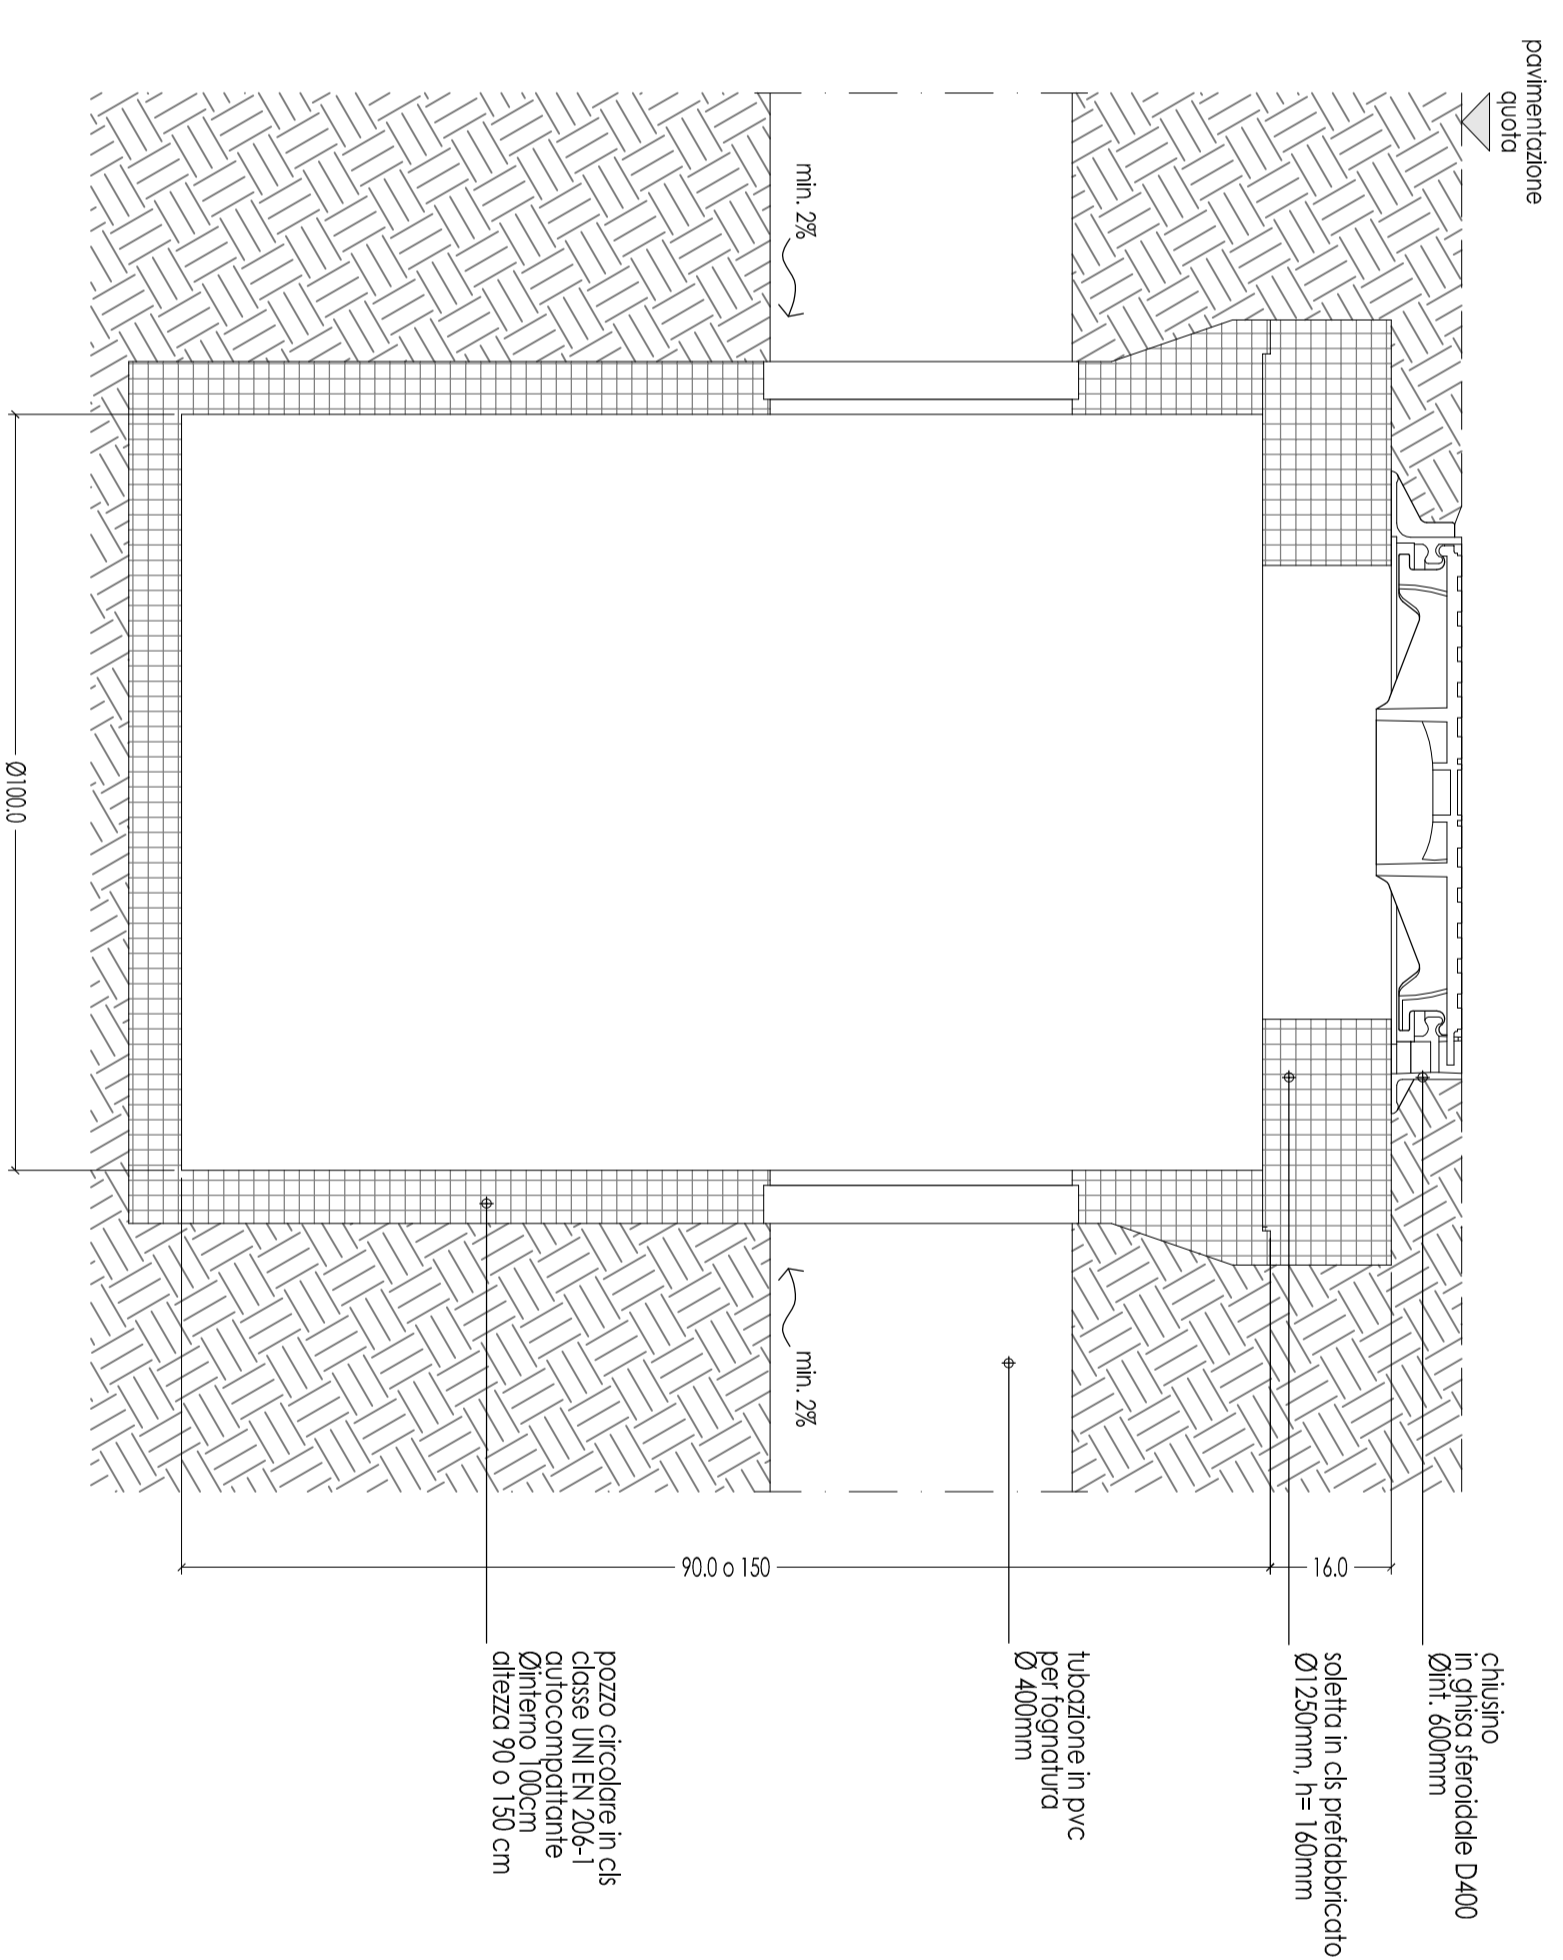 quota
pavimentazione
chiusino
in ghisa sferoidale D400
Øint. 600mm
soletta in cls prefabbricato
Ø1250mm, h= 160mm
16.0
tubazione in pvc
per fognatura
Ø 400mm
min. 2%
min. 2%
90.0 o 150
pozzo circolare in cls
classe UNI EN 206-1
autocompattante
Øinterno 100cm
altezza 90 o 150 cm
Ø100.0